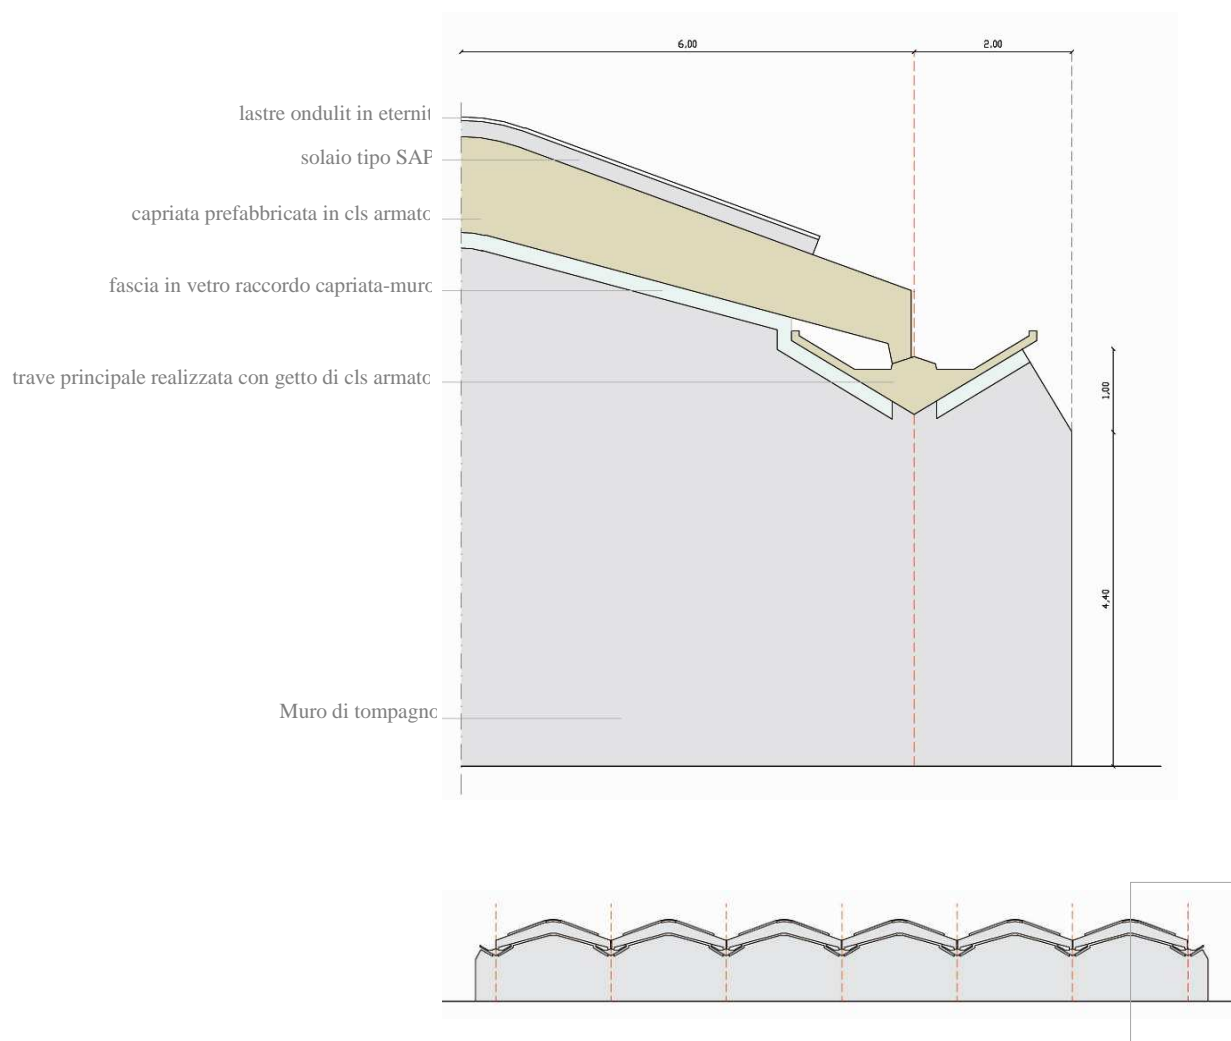 6,00
2,00
lastre ondulit in eternit
solaio tipo SAP
capriata prefabbricata in cls armato
fascia in vetro raccordo capriata-muro
trave principale realizzata con getto di cls armato
1,00
4,40
Muro di tompagno